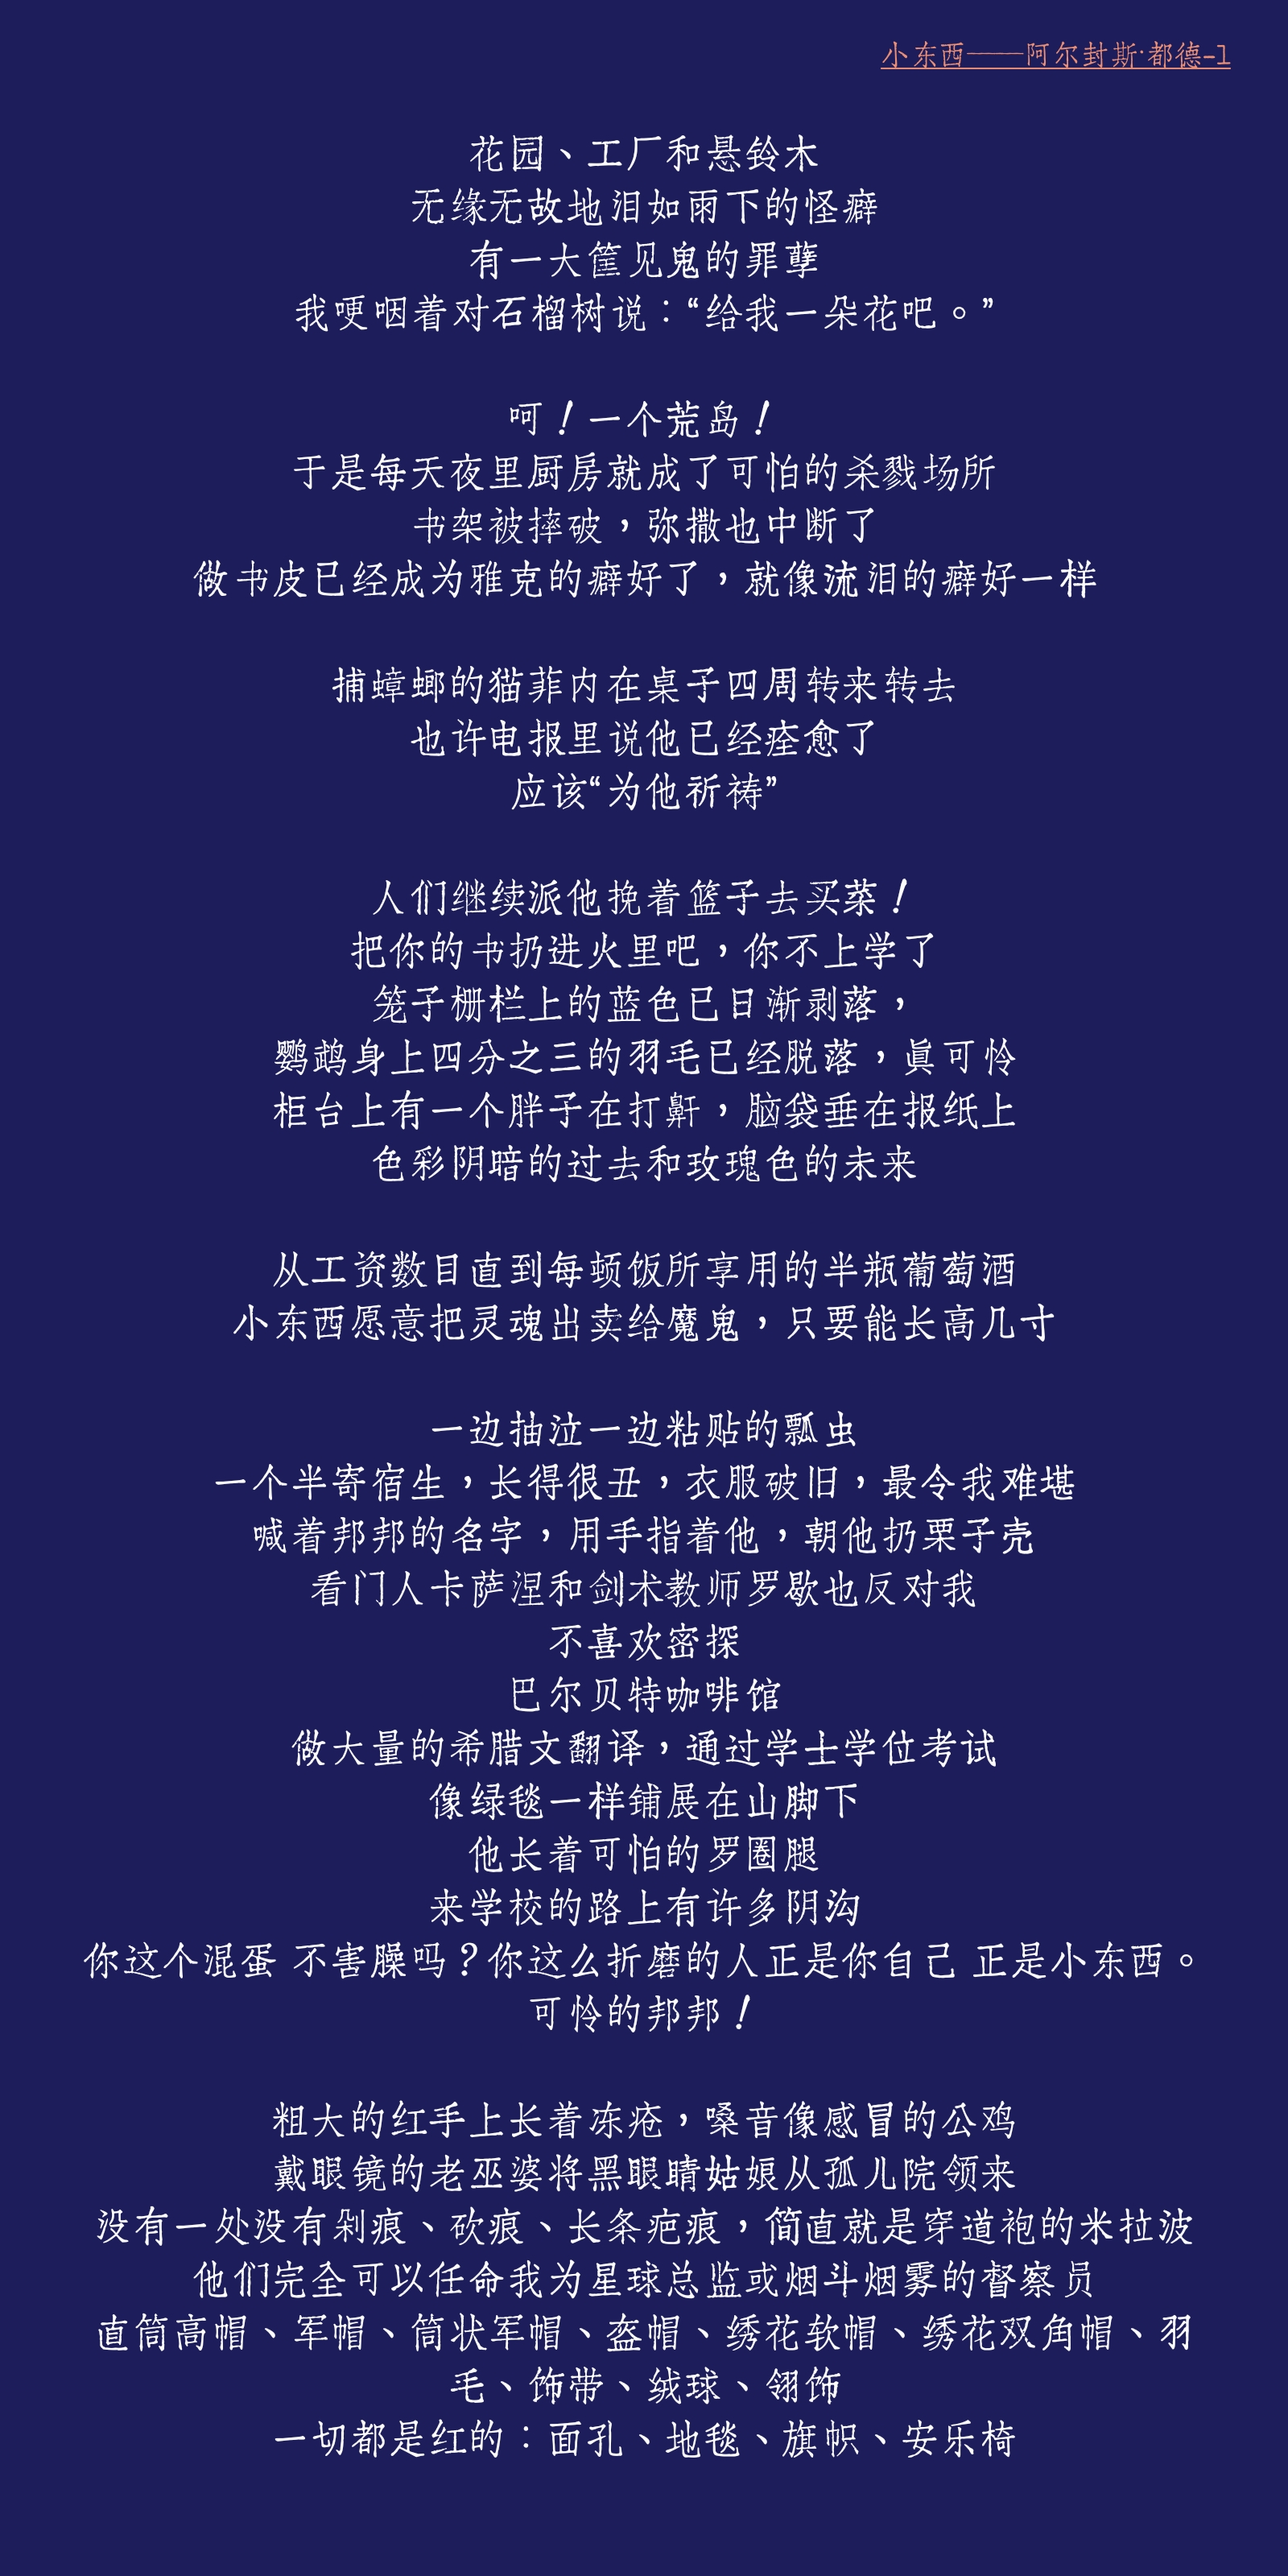 小东西——阿尔封斯·都德-1
花园、工厂和悬铃木
无缘无故地泪如雨下的怪癖
有一大筐见鬼的罪孽
我哽咽着对石榴树说：“给我一朵花吧。”
呵！一个荒岛！
于是每天夜里厨房就成了可怕的杀戮场所
书架被摔破，弥撒也中断了
做书皮已经成为雅克的癖好了，就像流泪的癖好一样
捕蟑螂的猫菲内在桌子四周转来转去
也许电报里说他已经痊愈了
应该“为他祈祷”
人们继续派他挽着篮子去买菜！
把你的书扔进火里吧，你不上学了
笼子栅栏上的蓝色已日渐剥落，
鹦鹉身上四分之三的羽毛已经脱落，真可怜
柜台上有一个胖子在打鼾，脑袋垂在报纸上
色彩阴暗的过去和玫瑰色的未来
从工资数目直到每顿饭所享用的半瓶葡萄酒
小东西愿意把灵魂出卖给魔鬼，只要能长高几寸
一边抽泣一边粘贴的瓢虫
一个半寄宿生，长得很丑，衣服破旧，最令我难堪
喊着邦邦的名字，用手指着他，朝他扔栗子壳
看门人卡萨涅和剑术教师罗歇也反对我
不喜欢密探
巴尔贝特咖啡馆
做大量的希腊文翻译，通过学士学位考试
像绿毯一样铺展在山脚下
他长着可怕的罗圈腿
来学校的路上有许多阴沟
你这个混蛋 不害臊吗？你这么折磨的人正是你自己 正是小东西。
可怜的邦邦！
粗大的红手上长着冻疮，嗓音像感冒的公鸡
戴眼镜的老巫婆将黑眼睛姑娘从孤儿院领来
没有一处没有剁痕、砍痕、长条疤痕，简直就是穿道袍的米拉波
他们完全可以任命我为星球总监或烟斗烟雾的督察员
直筒高帽、军帽、筒状军帽、盔帽、绣花软帽、绣花双角帽、羽
毛、饰带、绒球、翎饰
一切都是红的：面孔、地毯、旗帜、安乐椅